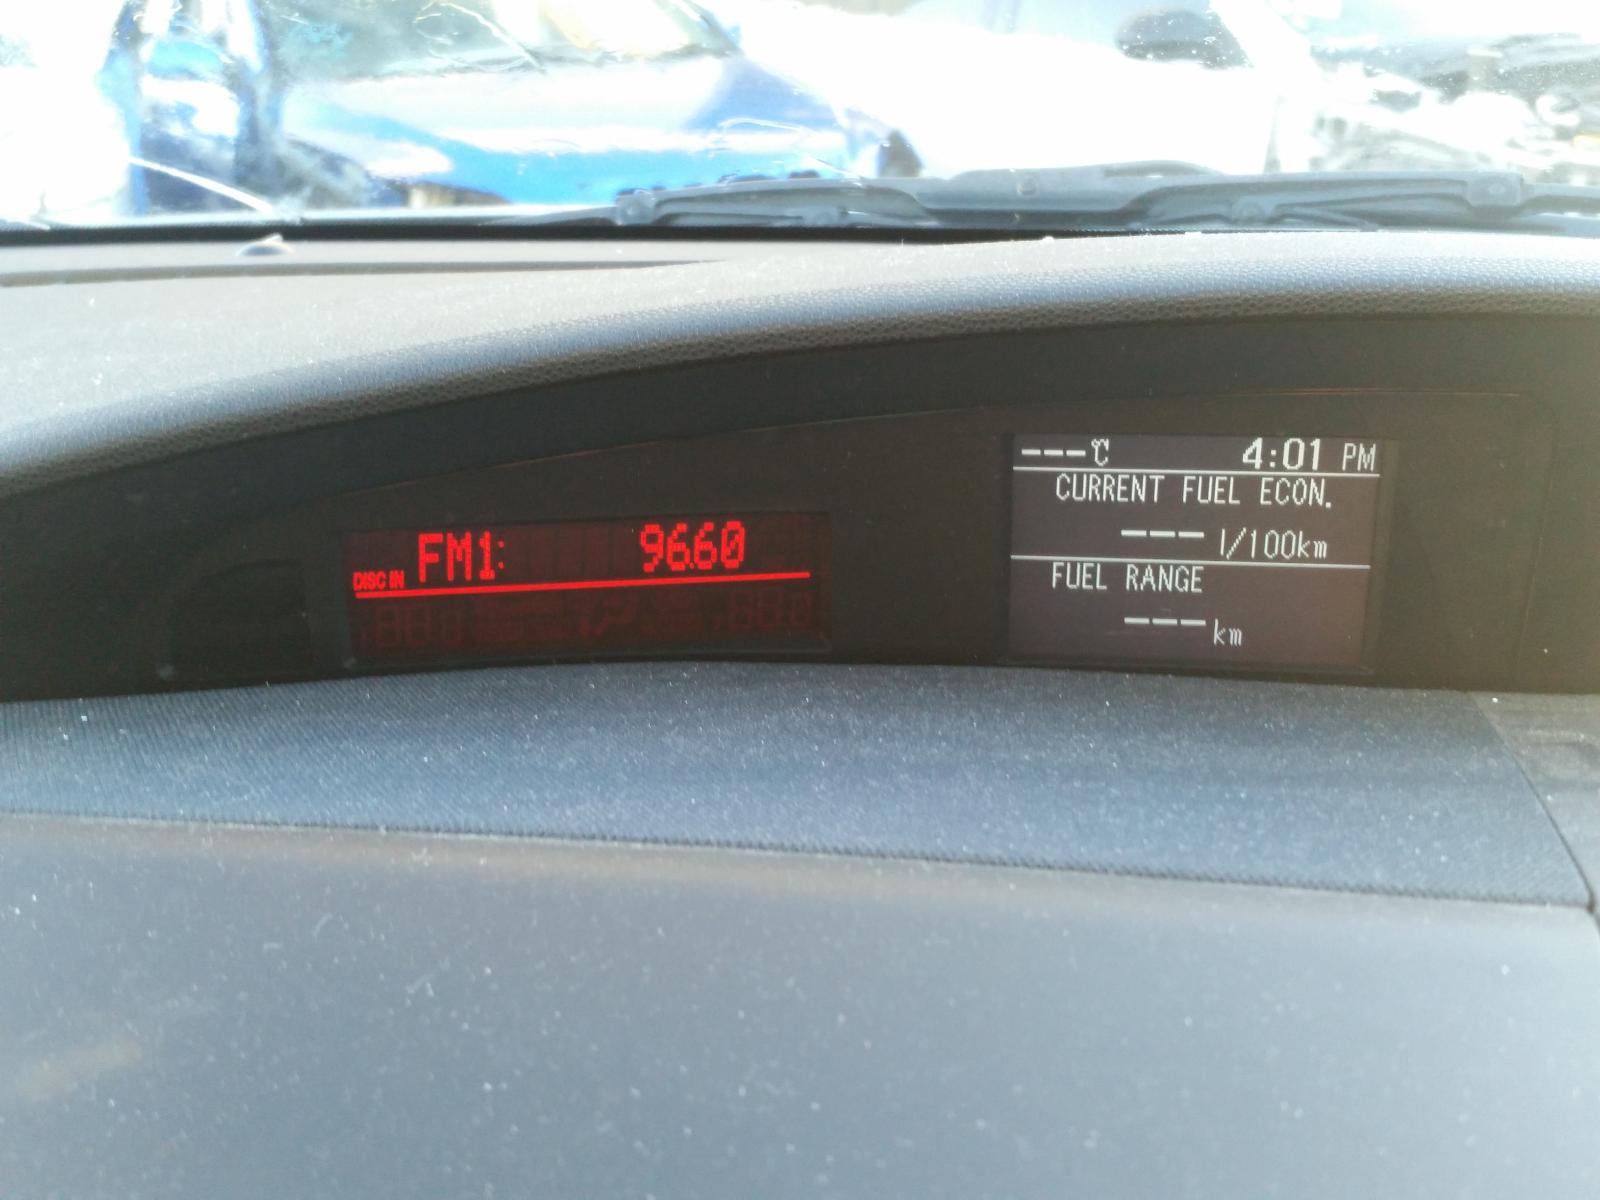 DISC IN FM1: 96.60
---℃ 4:01 PM
CURRENT FUEL ECON.
--- l/100km
FUEL RANGE
---km